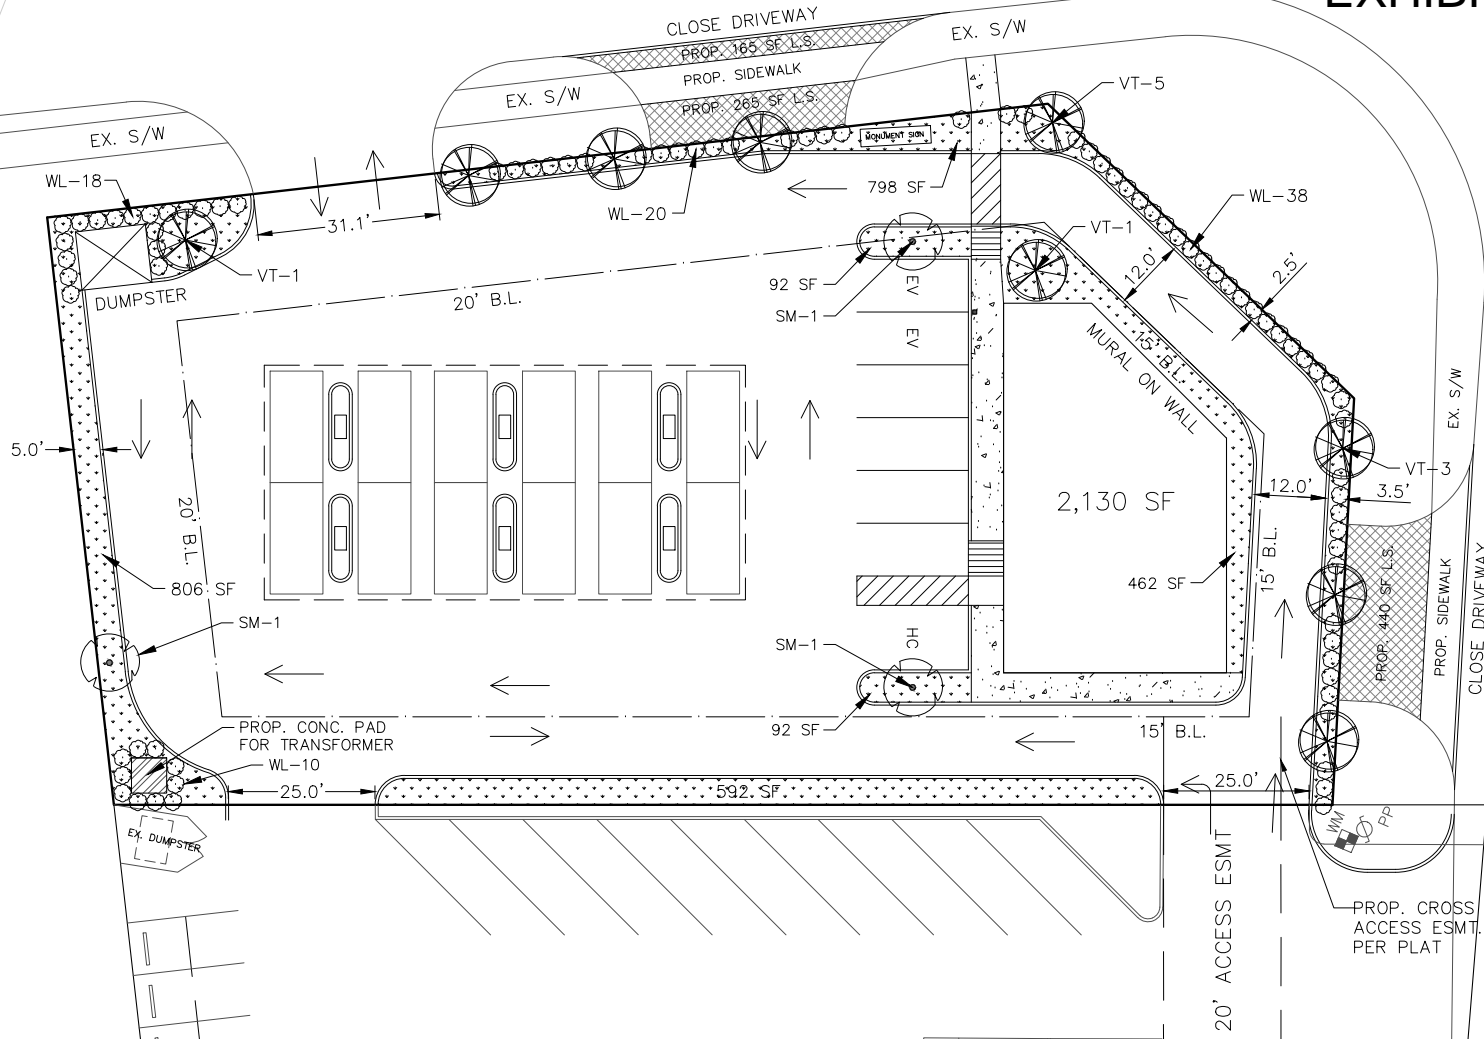 EXHIBI
CLOSE DRIVEWAY
PROP. 165 SF L.S.
PROP. SIDEWALK
PROP. 265 SF L.S.
EX. S/W
EX. S/W
EX. S/W
VT-5
MONUMENT SIGN
WL-18
31.1'
WL-20
798 SF
WL-38
VT-1
VT-1
DUMPSTER
20' B.L.
92 SF
SM-1
EV
EV
12.0'
2.5'
15' B.L.
MURAL ON WALL
EX. S/W
5.0'
20' B.L.
2,130 SF
12.0'
3.5'
VT-3
806 SF
462 SF
15' B.L.
PROP. 440 SF L.S.
PROP. SIDEWALK
CLOSE DRIVEWAY
SM-1
SM-1
HC
92 SF
PROP. CONC. PAD
FOR TRANSFORMER
WL-10
15' B.L.
25.0'
592 SF
25.0'
EX. DUMPSTER
WM
PP
20' ACCESS ESMT
PROP. CROSS
ACCESS ESMT.
PER PLAT